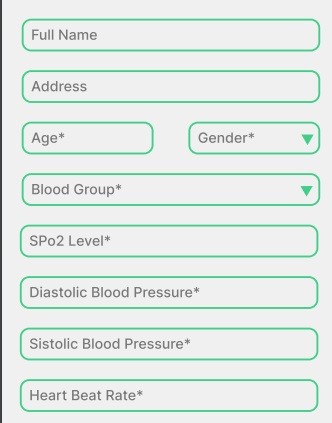 Full Name
Address
Age* Gender*
Blood Group*
SPo2 Level*
Diastolic Blood Pressure*
Sistolic Blood Pressure*
Heart Beat Rate*